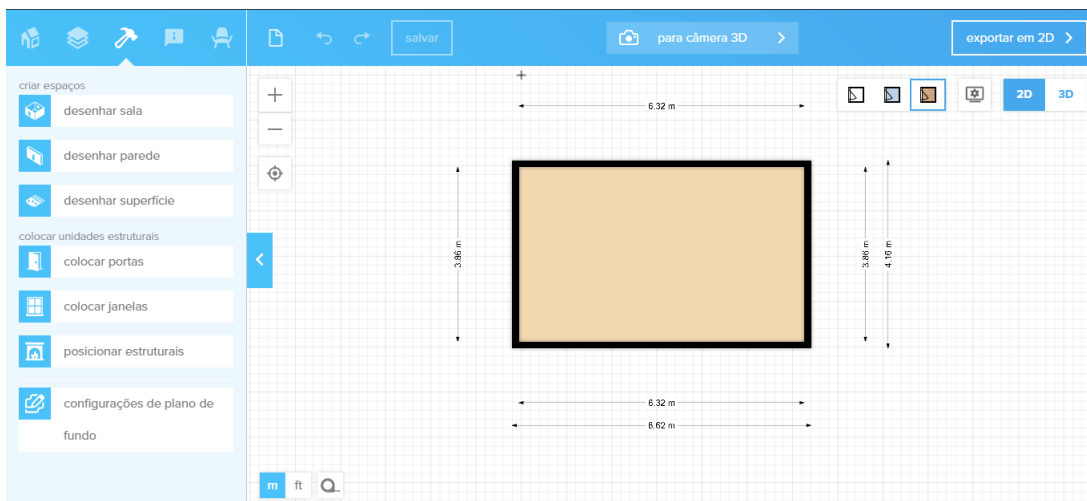 salvar
para câmera 3D
exportar em 2D
criar espaços
desenhar sala
desenhar parede
desenhar superfície
colocar unidades estruturais
colocar portas
colocar janelas
posicionar estruturais
configurações de plano de
fundo
2D
3D
6.32 m
3.86 m
3.86 m
4.16 m
6.32 m
6.62 m
m
ft